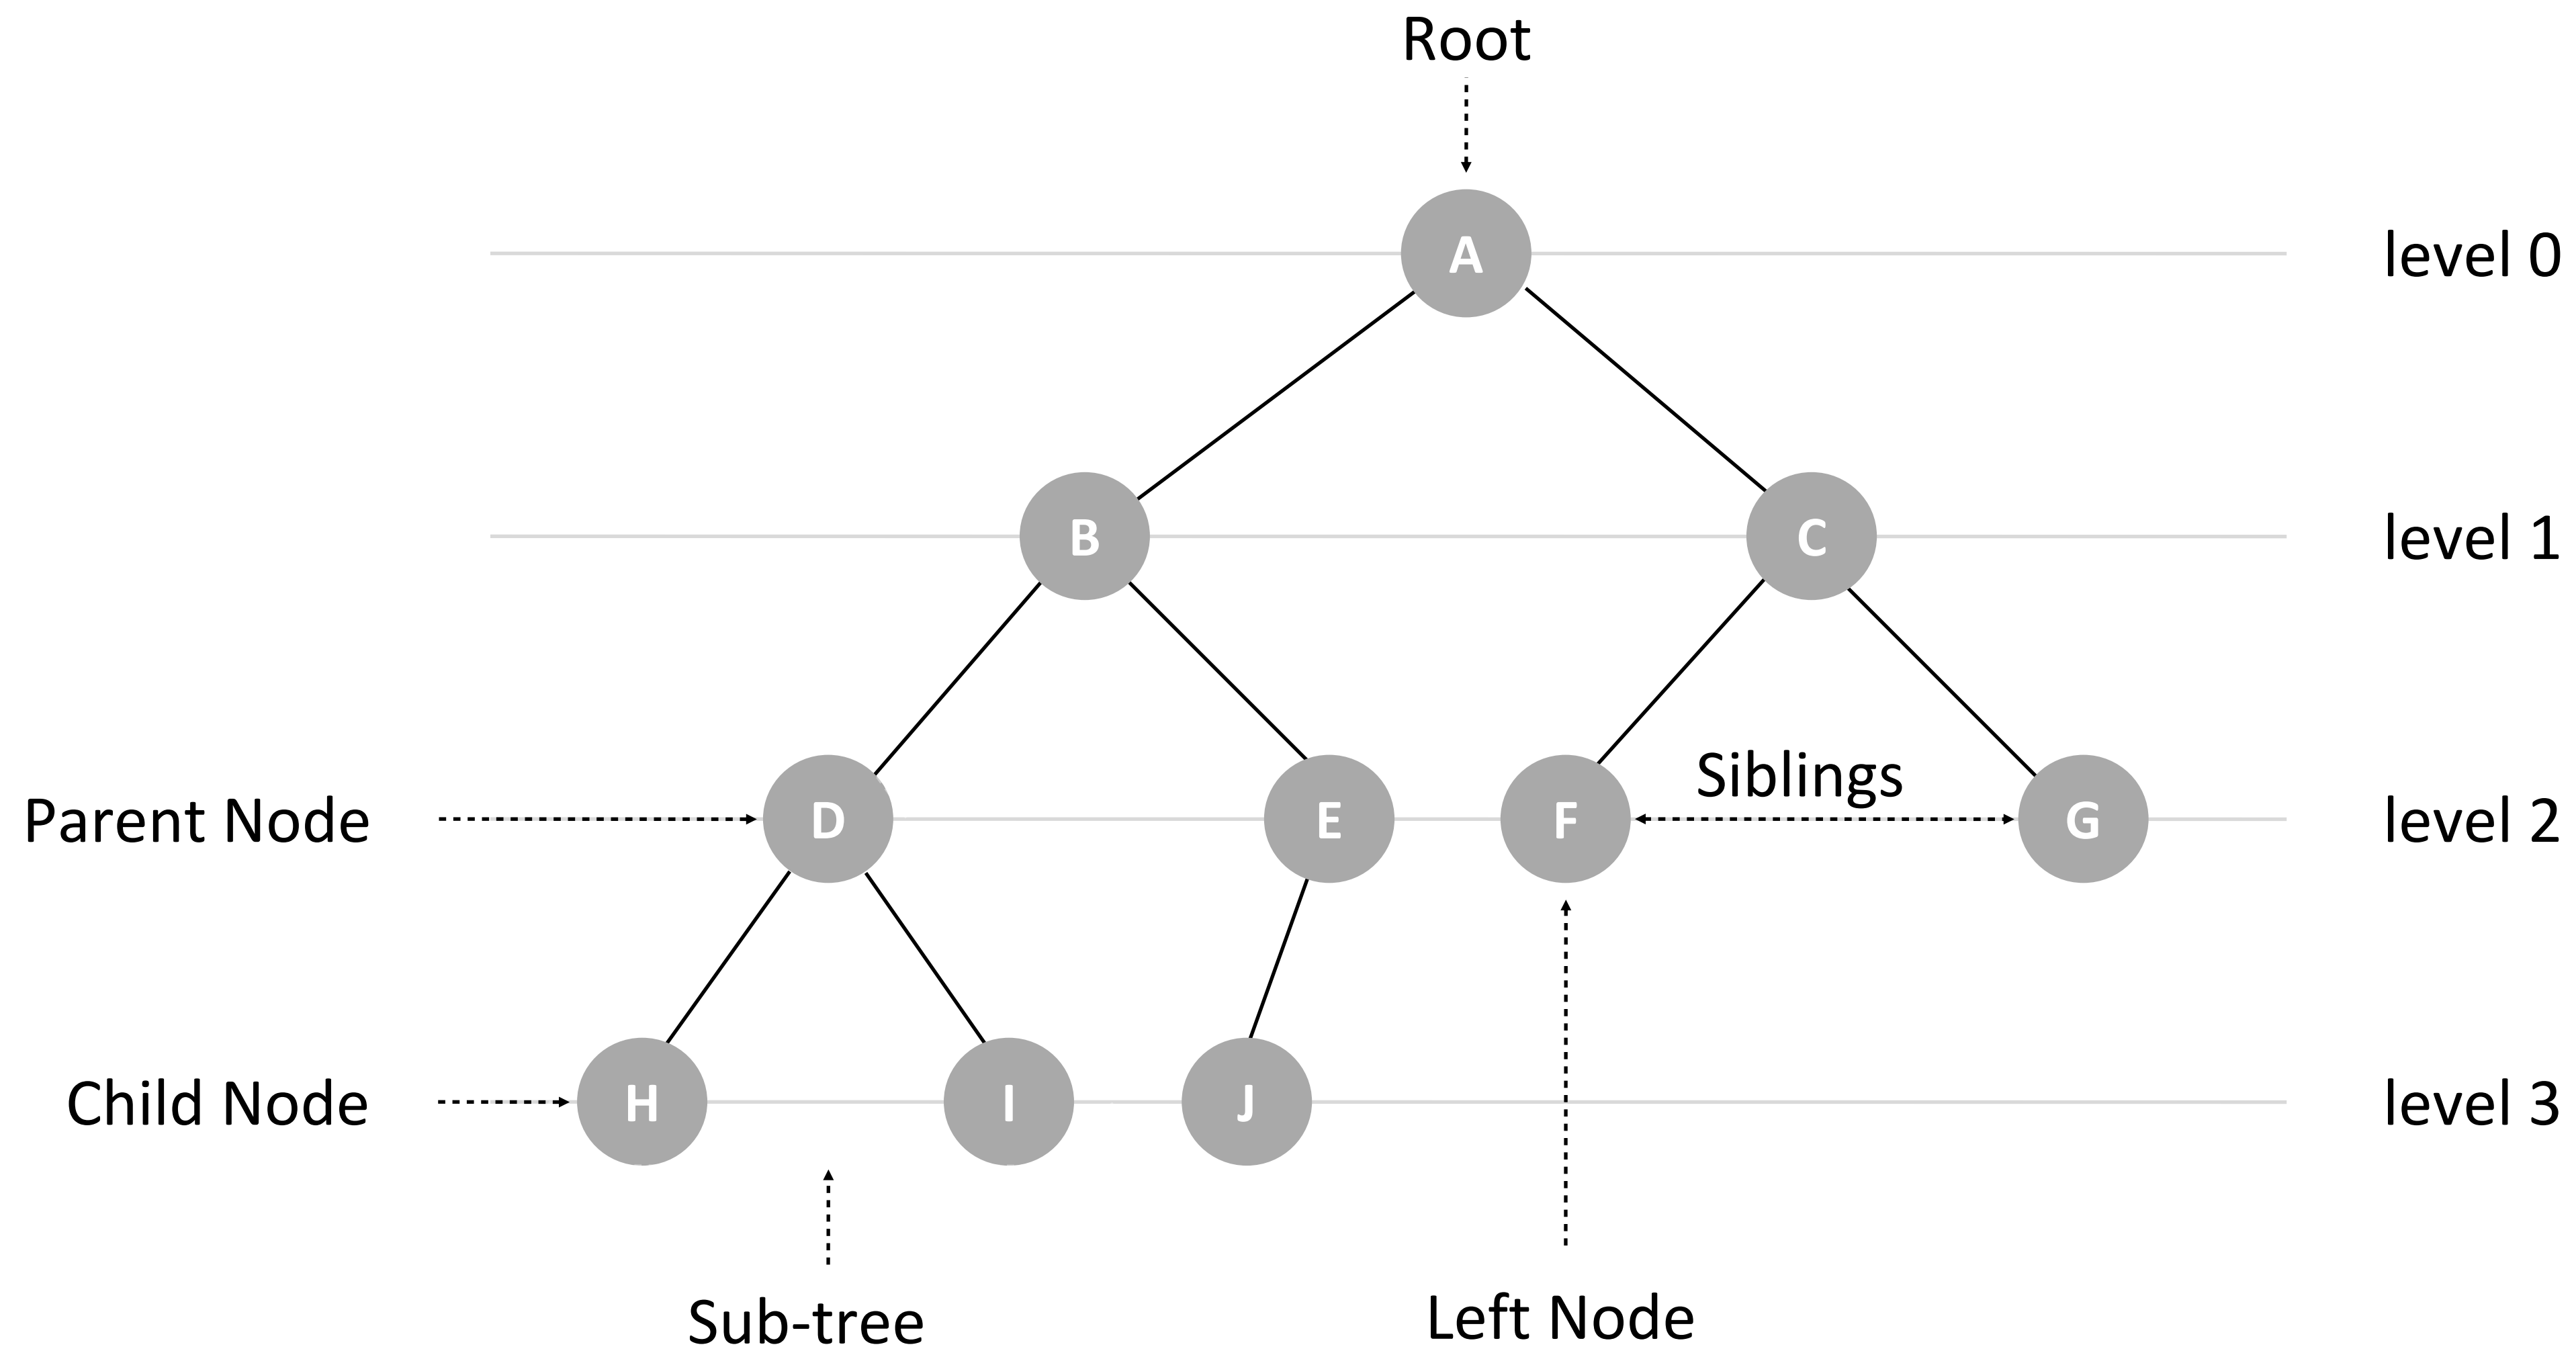 Root
A
level 0
B
C
level 1
Parent Node
D
E
F
Siblings
G
level 2
Child Node
H
I
J
level 3
Sub-tree
Left Node